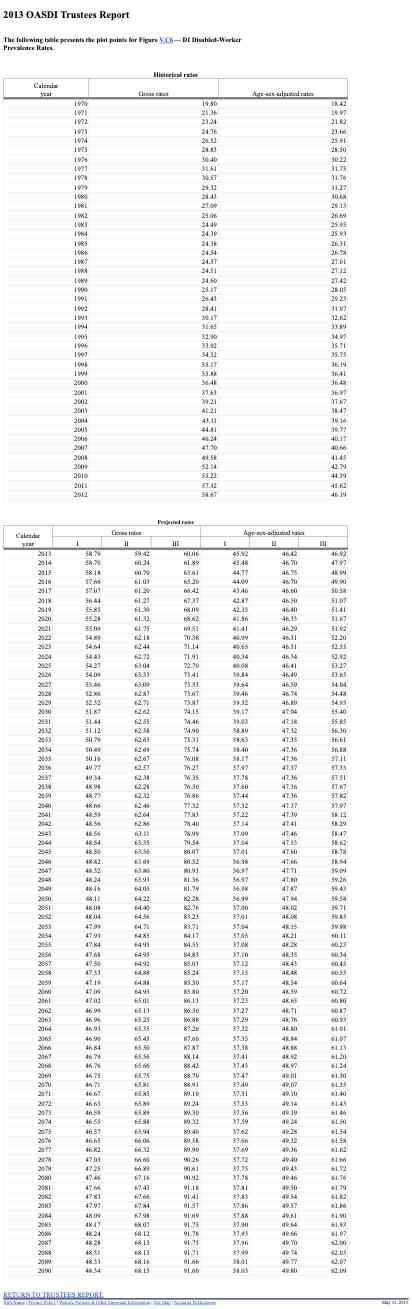 2013 OASDI Trustees Report
The following table presents the plot points for Figure V.C6 — DI Disabled-Worker
Prevalence Rates.
Historical rates
Calendar year Gross rates Age-sex-adjusted rates
1970 19.80 18.42
1971 21.36 19.97
1972 23.24 21.82
1973 24.76 23.66
1974 26.52 25.91
1975 28.83 28.50
1976 30.40 30.22
1977 31.61 31.75
1978 30.57 31.76
1979 29.32 31.27
1980 28.45 30.68
1981 27.09 29.13
1982 25.06 26.69
1983 24.49 25.95
1984 24.39 25.93
1985 24.38 26.31
1986 24.54 26.78
1987 24.57 27.01
1988 24.51 27.12
1989 24.60 27.42
1990 25.17 28.05
1991 26.43 29.23
1992 28.41 31.07
1993 30.17 32.62
1994 31.65 33.89
1995 32.90 34.97
1996 33.92 35.71
1997 34.32 35.75
1998 35.17 36.19
1999 35.88 36.41
2000 36.48 36.48
2001 37.63 36.97
2002 39.21 37.67
2003 41.21 38.47
2004 43.11 39.16
2005 44.81 39.77
2006 46.24 40.17
2007 47.70 40.66
2008 49.58 41.45
2009 52.14 42.79
2010 55.22 44.39
2011 57.32 45.62
2012 58.67 46.19
Projected rates
Calendar year Gross rates Age-sex-adjusted rates
I II III I II III
2013 58.79 59.42 60.06 45.92 46.42 46.92
2014 58.70 60.24 61.89 45.48 46.70 47.97
2015 58.18 60.70 63.61 44.77 46.75 48.99
2016 57.66 61.03 65.20 44.09 46.70 49.90
2017 57.07 61.20 66.42 43.46 46.60 50.58
2018 56.44 61.27 67.37 42.87 46.50 51.07
2019 55.85 61.30 68.09 42.33 46.40 51.41
2020 55.28 61.32 68.62 41.86 46.33 51.67
2021 55.09 61.75 69.51 41.41 46.29 51.92
2022 54.89 62.18 70.38 40.99 46.31 52.20
2023 54.64 62.44 71.14 40.65 46.31 52.55
2024 54.43 62.72 71.91 40.34 46.34 52.92
2025 54.27 63.04 72.70 40.08 46.41 53.27
2026 54.09 63.33 73.41 39.84 46.49 53.65
2027 53.46 63.09 73.55 39.64 46.59 54.04
2028 52.86 62.87 73.67 39.46 46.74 54.48
2029 52.32 62.71 73.87 39.32 46.89 54.93
2030 51.87 62.62 74.15 39.17 47.04 55.40
2031 51.44 62.55 74.46 39.03 47.18 55.85
2032 51.12 62.58 74.90 38.89 47.32 56.30
2033 50.79 62.63 75.31 38.63 47.35 56.61
2034 50.49 62.69 75.74 38.40 47.36 56.88
2035 50.16 62.67 76.08 38.17 47.36 57.11
2036 49.77 62.57 76.27 37.97 47.37 57.33
2037 49.34 62.38 76.35 37.78 47.36 57.51
2038 48.98 62.28 76.50 37.60 47.36 57.67
2039 48.77 62.32 76.86 37.44 47.36 57.82
2040 48.66 62.46 77.32 37.32 47.37 57.97
2041 48.59 62.64 77.83 37.22 47.39 58.12
2042 48.56 62.86 78.40 37.14 47.41 58.29
2043 48.56 63.11 78.99 37.09 47.46 58.47
2044 48.54 63.35 79.54 37.04 47.53 58.62
2045 48.50 63.56 80.07 37.01 47.60 58.78
2046 48.42 63.69 80.52 36.98 47.66 58.94
2047 48.32 63.80 80.93 36.97 47.71 59.09
2048 48.24 63.93 81.36 36.97 47.80 59.26
2049 48.16 64.05 81.79 36.98 47.87 59.43
2050 48.11 64.22 82.28 36.99 47.94 59.58
2051 48.08 64.40 82.76 37.00 48.02 59.71
2052 48.04 64.56 83.23 37.01 48.08 59.85
2053 47.99 64.71 83.71 37.04 48.15 59.98
2054 47.93 64.85 84.17 37.05 48.21 60.11
2055 47.84 64.93 84.55 37.08 48.28 60.23
2056 47.68 64.93 84.83 37.10 48.35 60.34
2057 47.50 64.92 85.03 37.12 48.43 60.45
2058 47.33 64.88 85.24 37.15 48.48 60.55
2059 47.19 64.88 85.50 37.17 48.54 60.64
2060 47.09 64.93 85.80 37.20 48.59 60.72
2061 47.02 65.01 86.13 37.23 48.65 60.80
2062 46.99 65.13 86.50 37.27 48.71 60.87
2063 46.96 65.25 86.88 37.29 48.76 60.93
2064 46.93 65.35 87.26 37.32 48.80 61.01
2065 46.90 65.45 87.60 37.35 48.84 61.07
2066 46.84 65.50 87.87 37.38 48.88 61.13
2067 46.79 65.56 88.14 37.41 48.92 61.20
2068 46.76 65.66 88.42 37.43 48.97 61.24
2069 46.75 65.75 88.70 37.47 49.01 61.30
2070 46.71 65.81 88.91 37.49 49.07 61.35
2071 46.67 65.85 89.10 37.51 49.10 61.40
2072 46.63 65.89 89.24 37.53 49.14 61.43
2073 46.59 65.89 89.30 37.56 49.19 61.46
2074 46.55 65.88 89.32 37.59 49.24 61.50
2075 46.57 65.94 89.40 37.62 49.28 61.54
2076 46.65 66.06 89.58 37.66 49.32 61.58
2077 46.82 66.32 89.90 37.69 49.36 61.62
2078 47.03 66.60 90.26 37.72 49.40 61.66
2079 47.25 66.89 90.61 37.75 49.43 61.72
2080 47.46 67.16 90.92 37.78 49.46 61.76
2081 47.66 67.43 91.18 37.81 49.50 61.79
2082 47.83 67.66 91.41 37.83 49.54 61.82
2083 47.97 67.84 91.57 37.86 49.57 61.86
2084 48.09 67.98 91.69 37.88 49.61 61.90
2085 48.17 68.07 91.75 37.90 49.64 61.93
2086 48.24 68.12 91.78 37.93 49.66 61.97
2087 48.28 68.15 91.75 37.96 49.70 62.00
2088 48.31 68.15 91.71 37.99 49.74 62.03
2089 48.33 68.16 91.66 38.01 49.77 62.07
2090 48.34 68.15 91.60 38.03 49.80 62.09
RETURN TO TRUSTEES REPORT
May 31, 2013